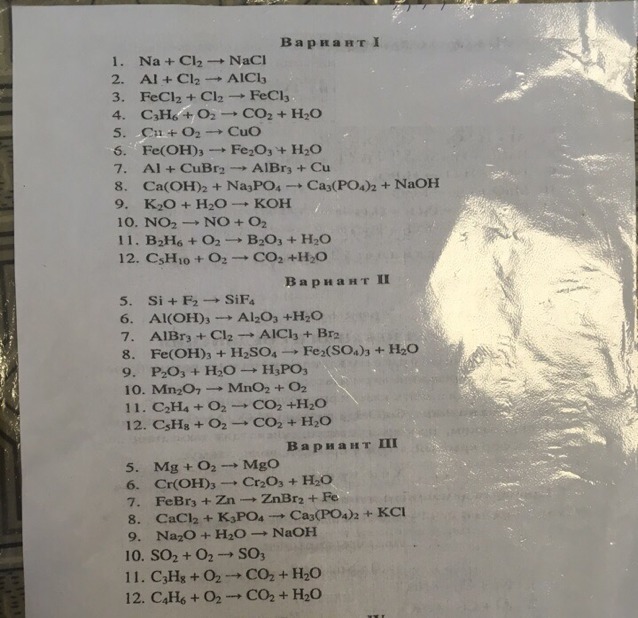 Вариант I
1. Na + Cl₂ → NaCl
2. Al + Cl₂ → AlCl₃
3. FeCl₂ + Cl₂ → FeCl₃
4. C₃H₆ + O₂ → CO₂ + H₂O
5. Cu + O₂ → CuO
6. Fe(OH)₃ → Fe₂O₃ + H₂O
7. Al + CuBr₂ → AlBr₃ + Cu
8. Ca(OH)₂ + Na₃PO₄ → Ca₃(PO₄)₂ + NaOH
9. K₂O + H₂O → KOH
10. NO₂ → NO + O₂
11. B₂H₆ + O₂ → B₂O₃ + H₂O
12. C₅H₁₀ + O₂ → CO₂ +H₂O
Вариант II
5. Si + F₂ → SiF₄
6. Al(OH)₃ → Al₂O₃ +H₂O
7. AlBr₃ + Cl₂ → AlCl₃ + Br₂
8. Fe(OH)₃ + H₂SO₄ → Fe₂(SO₄)₃ + H₂O
9. P₂O₃ + H₂O → H₃PO₃
10. Mn₂O₇ → MnO₂ + O₂
11. C₂H₄ + O₂ → CO₂ +H₂O
12. C₅H₈ + O₂ → CO₂ + H₂O
Вариант III
5. Mg + O₂ → MgO
6. Cr(OH)₃ → Cr₂O₃ + H₂O
7. FeBr₃ + Zn → ZnBr₂ + Fe
8. CaCl₂ + K₃PO₄ → Ca₃(PO₄)₂ + KCl
9. Na₂O + H₂O → NaOH
10. SO₂ + O₂ → SO₃
11. C₃H₈ + O₂ → CO₂ + H₂O
12. C₄H₆ + O₂ → CO₂ + H₂O